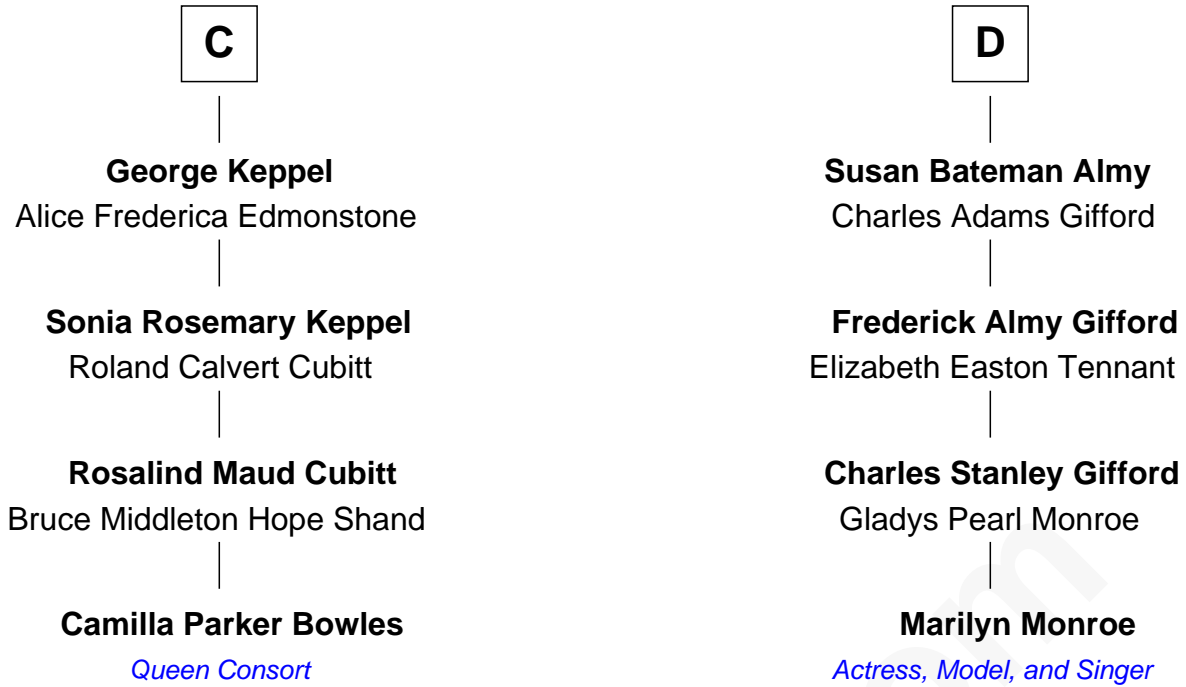 C
George Keppel
Alice Frederica Edmonstone
Sonia Rosemary Keppel
Roland Calvert Cubitt
Rosalind Maud Cubitt
Bruce Middleton Hope Shand
Camilla Parker Bowles
Queen Consort
D
Susan Bateman Almy
Charles Adams Gifford
Frederick Almy Gifford
Elizabeth Easton Tennant
Charles Stanley Gifford
Gladys Pearl Monroe
Marilyn Monroe
Actress, Model, and Singer